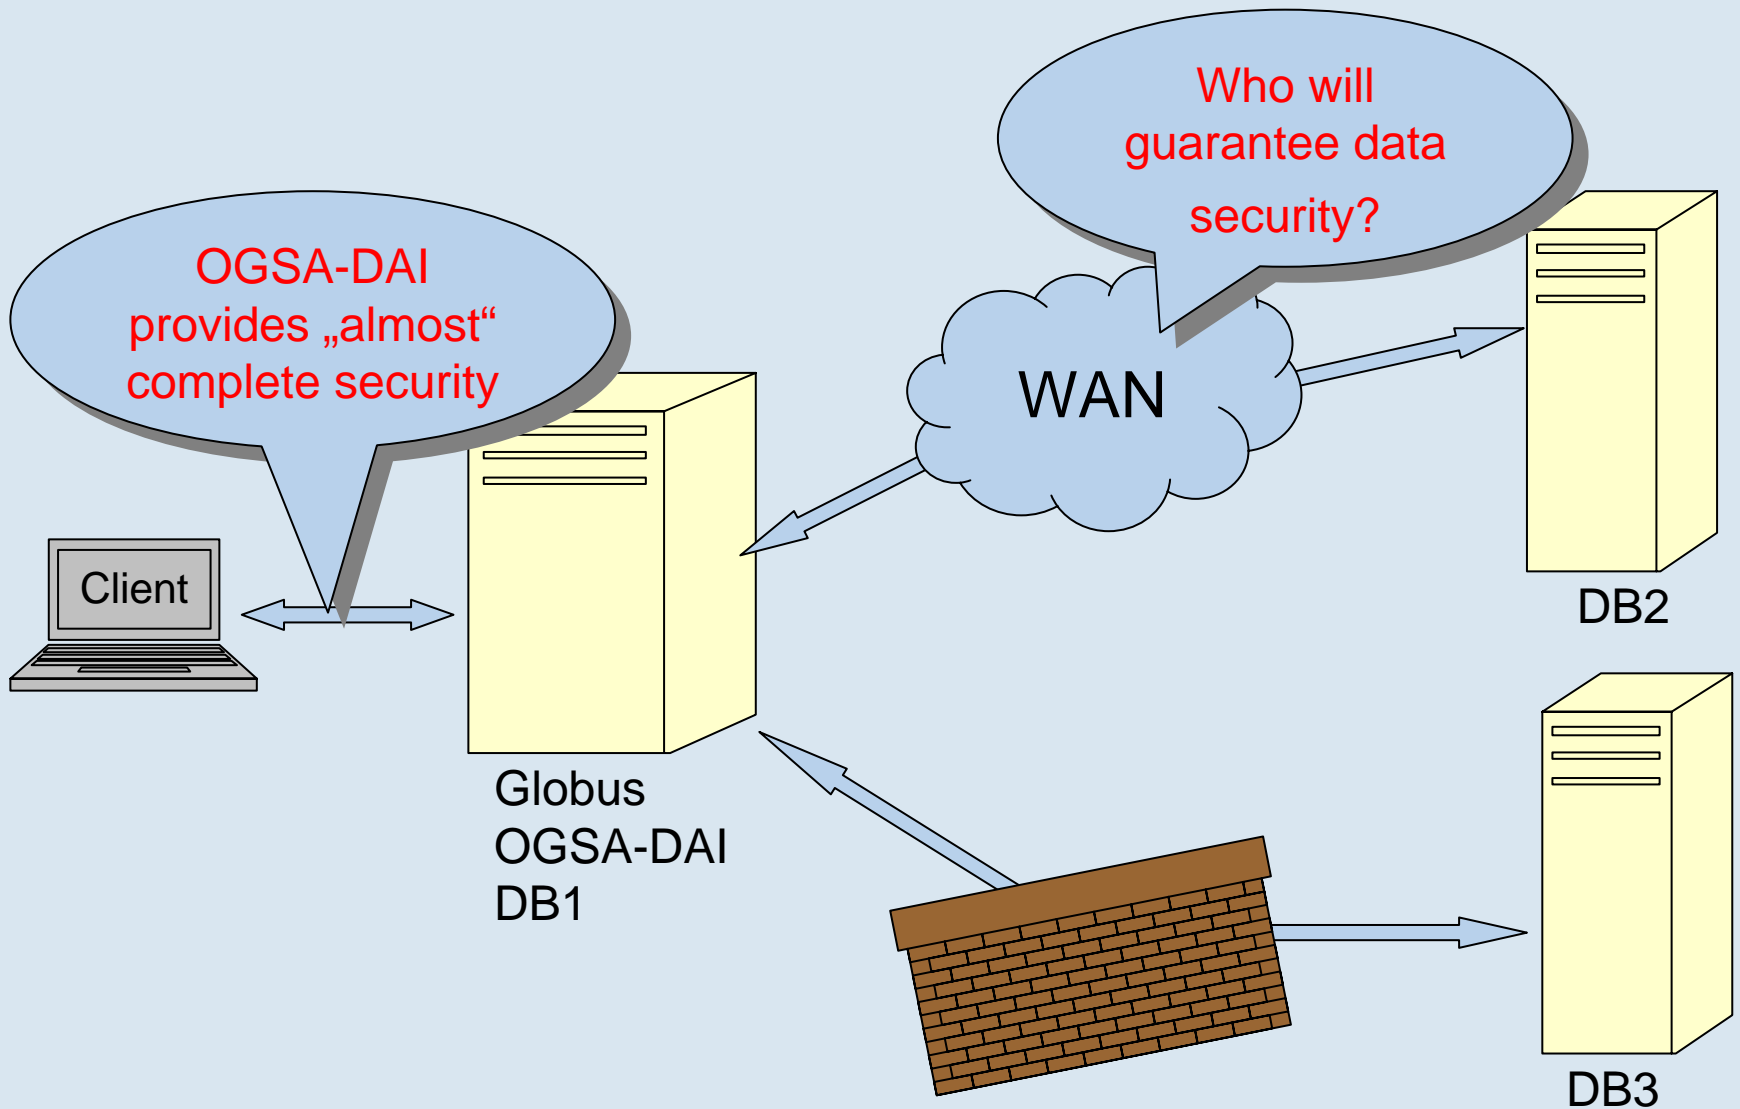 Who will
guarantee data
security?
OGSA-DAI
provides „almost“
complete security
WAN
Client
DB2
Globus
OGSA-DAI
DB1
DB3